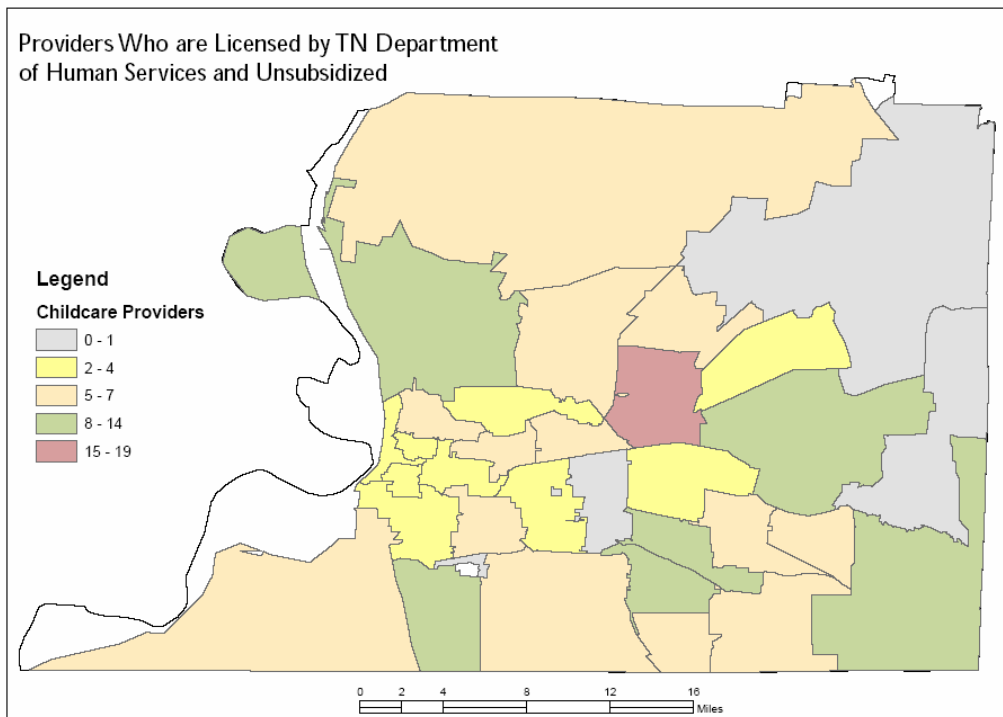 Providers Who are Licensed by TN Department
of Human Services and Unsubsidized
Legend
Childcare Providers
0 - 1
2 - 4
5 - 7
8 - 14
15 - 19
0 2 4 8 12 16
Miles